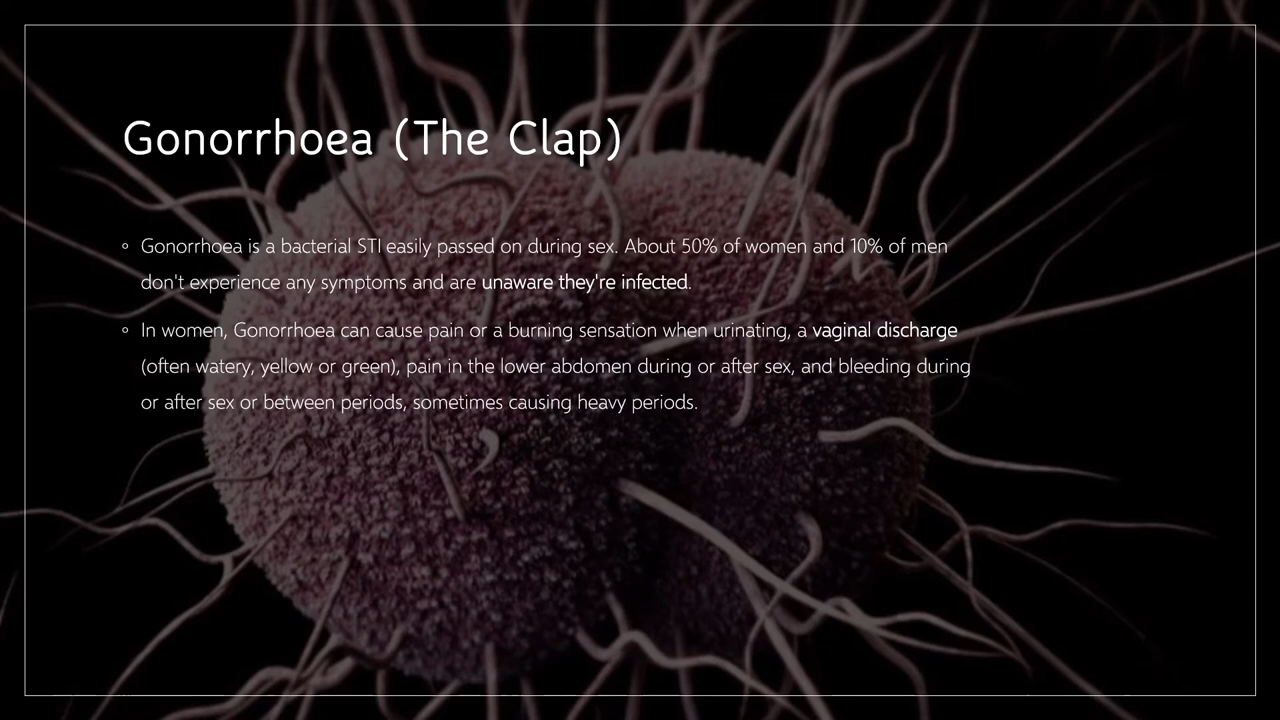 Gonorrhoea (The Clap)
◦ Gonorrhoea is a bacterial STI easily passed on during sex. About 50% of women and 10% of men
don't experience any symptoms and are unaware they're infected.
◦ In women, Gonorrhoea can cause pain or a burning sensation when urinating, a vaginal discharge
(often watery, yellow or green), pain in the lower abdomen during or after sex, and bleeding during
or after sex or between periods, sometimes causing heavy periods.